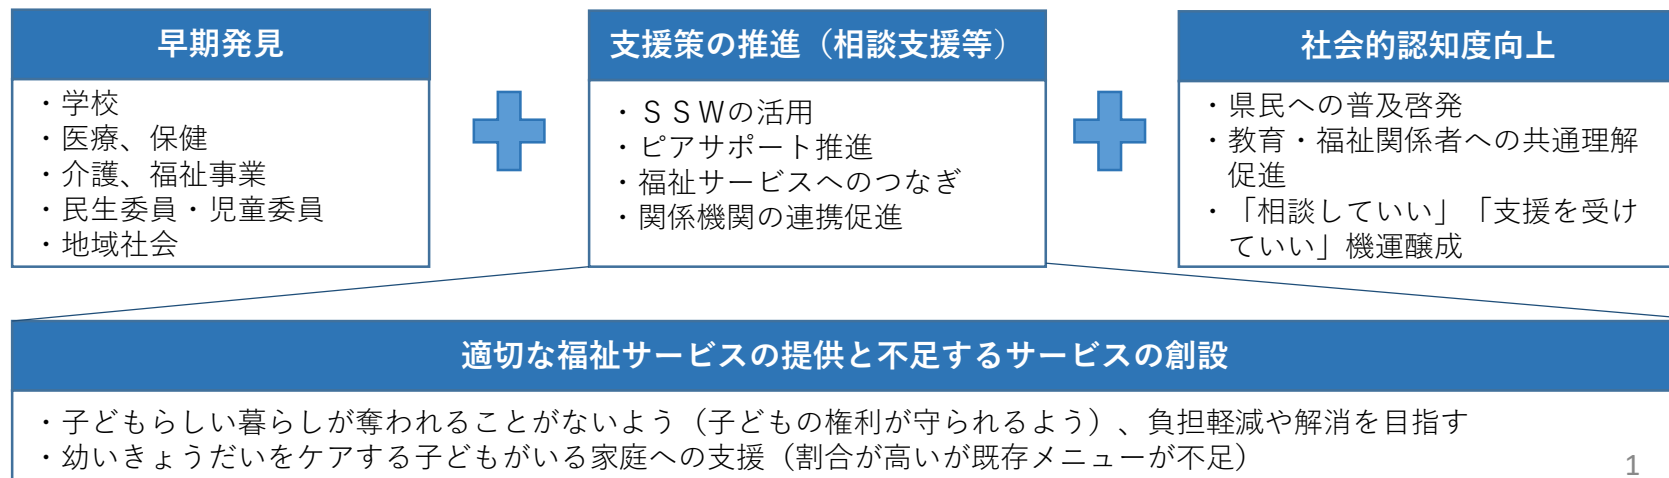 早期発見
・学校
・医療、保健
・介護、福祉事業
・民生委員・児童委員
・地域社会
支援策の推進（相談支援等）
・ＳＳＷの活用
・ピアサポート推進
・福祉サービスへのつなぎ
・関係機関の連携促進
社会的認知度向上
・県民への普及啓発
・教育・福祉関係者への共通理解
促進
・「相談していい」「支援を受け
ていい」機運醸成
適切な福祉サービスの提供と不足するサービスの創設
・子どもらしい暮らしが奪われることがないよう（子どもの権利が守られるよう）、負担軽減や解消を目指す
・幼いきょうだいをケアする子どもがいる家庭への支援（割合が高いが既存メニューが不足）
1